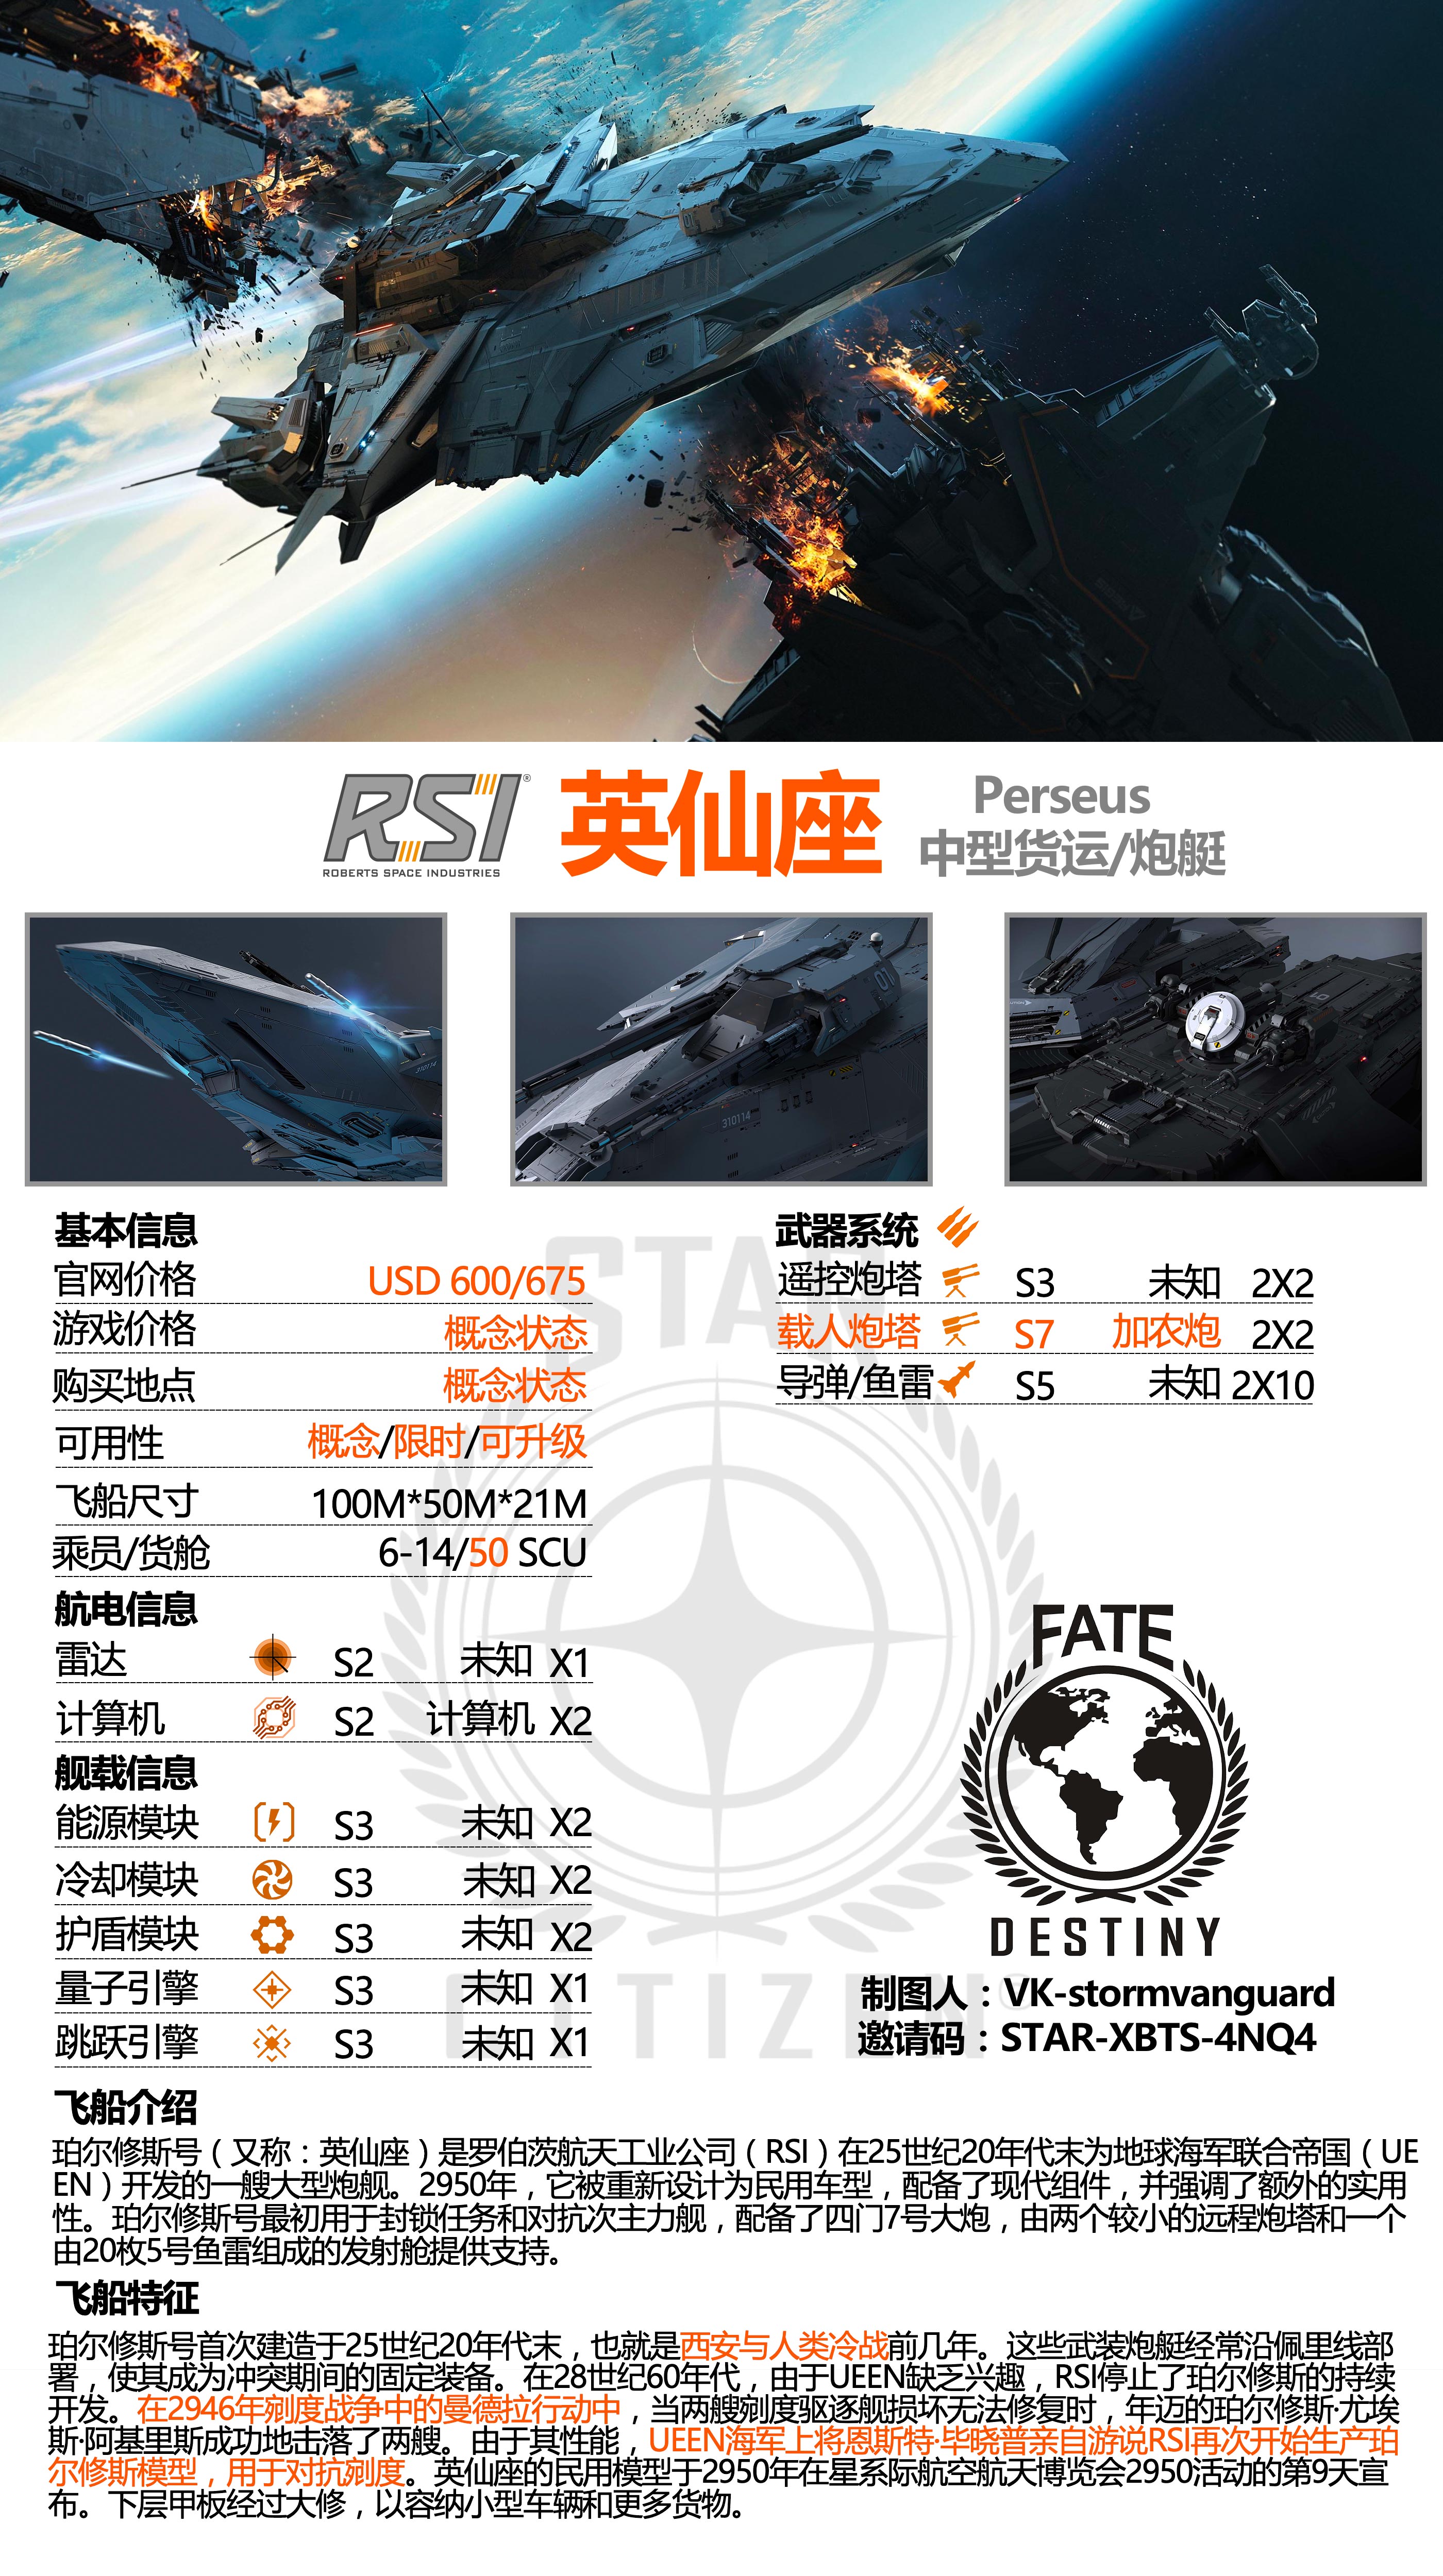 RSI®
ROBERTS SPACE INDUSTRIES
英仙座
Perseus
中型货运/炮艇
310114
01
310114
基本信息
官网价格 USD 600/675
游戏价格 概念状态
购买地点 概念状态
可用性 概念/限时/可升级
飞船尺寸 100M*50M*21M
乘员/货舱 6-14/50 SCU
航电信息
雷达 S2 未知 X1
计算机 S2 计算机 X2
舰载信息
能源模块 S3 未知 X2
冷却模块 S3 未知 X2
护盾模块 S3 未知 X2
量子引擎 S3 未知 X1
跳跃引擎 S3 未知 X1
武器系统
遥控炮塔 S3 未知 2X2
载人炮塔 S7 加农炮 2X2
导弹/鱼雷 S5 未知 2X10
STAR
CITIZEN
FATE
DESTINY
制图人：VK-stormvanguard
邀请码：STAR-XBTS-4NQ4
飞船介绍
珀尔修斯号（又称：英仙座）是罗伯茨航天工业公司（RSI）在25世纪20年代末为地球海军联合帝国（UE
EN）开发的一艘大型炮舰。2950年，它被重新设计为民用车型，配备了现代组件，并强调了额外的实用
性。珀尔修斯号最初用于封锁任务和对抗次主力舰，配备了四门7号大炮，由两个较小的远程炮塔和一个
由20枚5号鱼雷组成的发射舱提供支持。
飞船特征
珀尔修斯号首次建造于25世纪20年代末，也就是西安与人类冷战前几年。这些武装炮艇经常沿佩里线部
署，使其成为冲突期间的固定装备。在28世纪60年代，由于UEEN缺乏兴趣，RSI停止了珀尔修斯的持续
开发。在2946年剜度战争中的曼德拉行动中，当两艘剜度驱逐舰损坏无法修复时，年迈的珀尔修斯·尤埃
斯·阿基里斯成功地击落了两艘。由于其性能，UEEN海军上将恩斯特·毕晓普亲自游说RSI再次开始生产珀
尔修斯模型，用于对抗剜度。英仙座的民用模型于2950年在星系际航空航天博览会2950活动的第9天宣
布。下层甲板经过大修，以容纳小型车辆和更多货物。